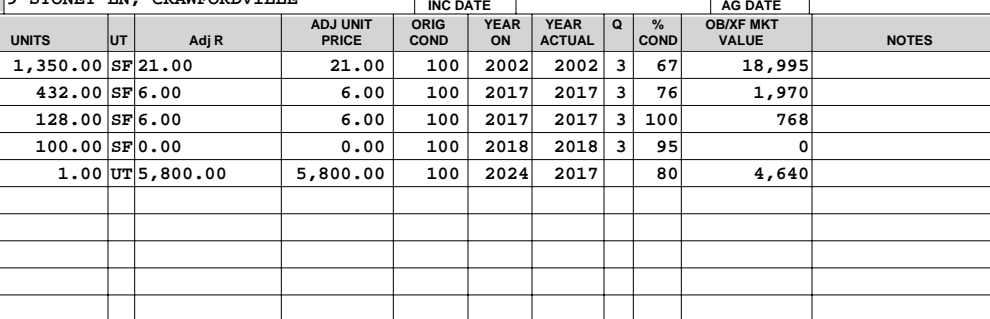 STONEY LN, CRAWFORDVILLE
INC DATE AG DATE
UNITS UT Adj R ADJ UNIT PRICE ORIG COND YEAR ON YEAR ACTUAL Q % COND OB/XF MKT VALUE NOTES
1,350.00 SF 21.00 21.00 100 2002 2002 3 67 18,995
432.00 SF 6.00 6.00 100 2017 2017 3 76 1,970
128.00 SF 6.00 6.00 100 2017 2017 3 100 768
100.00 SF 0.00 0.00 100 2018 2018 3 95 0
1.00 UT 5,800.00 5,800.00 100 2024 2017 80 4,640